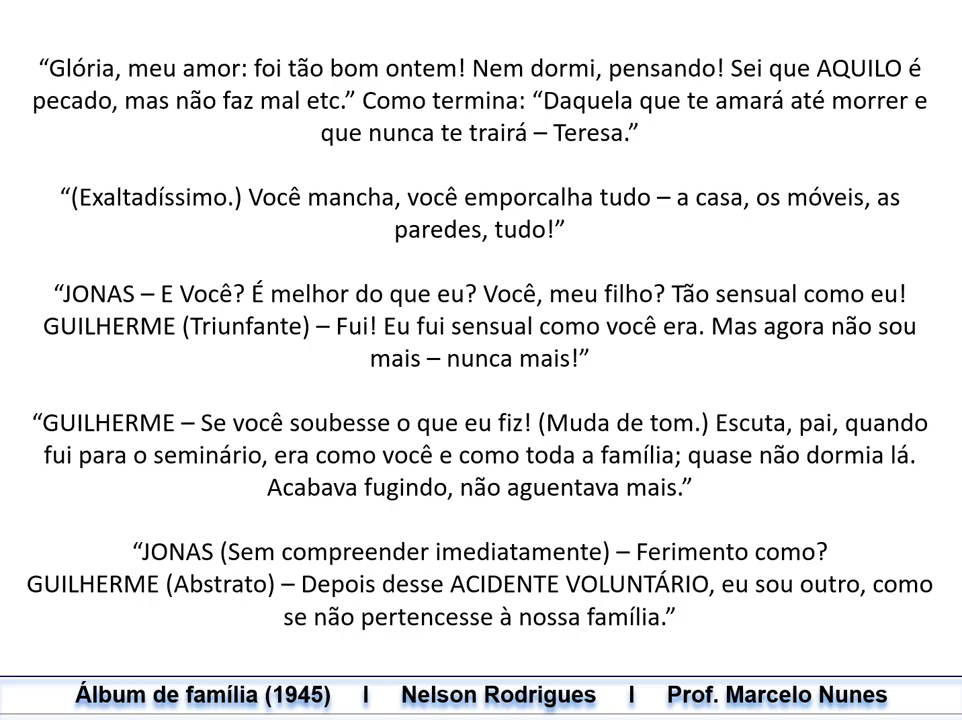 “Glória, meu amor: foi tão bom ontem! Nem dormi, pensando! Sei que AQUILO é
pecado, mas não faz mal etc.” Como termina: “Daquela que te amará até morrer e
que nunca te trairá – Teresa.”
“(Exaltadíssimo.) Você mancha, você emporcalha tudo – a casa, os móveis, as
paredes, tudo!”
“JONAS – E Você? É melhor do que eu? Você, meu filho? Tão sensual como eu!
GUILHERME (Triunfante) – Fui! Eu fui sensual como você era. Mas agora não sou
mais – nunca mais!”
“GUILHERME – Se você soubesse o que eu fiz! (Muda de tom.) Escuta, pai, quando
fui para o seminário, era como você e como toda a família; quase não dormia lá.
Acabava fugindo, não aguentava mais.”
“JONAS (Sem compreender imediatamente) – Ferimento como?
GUILHERME (Abstrato) – Depois desse ACIDENTE VOLUNTÁRIO, eu sou outro, como
se não pertencesse à nossa família.”
Álbum de família (1945) I Nelson Rodrigues I Prof. Marcelo Nunes